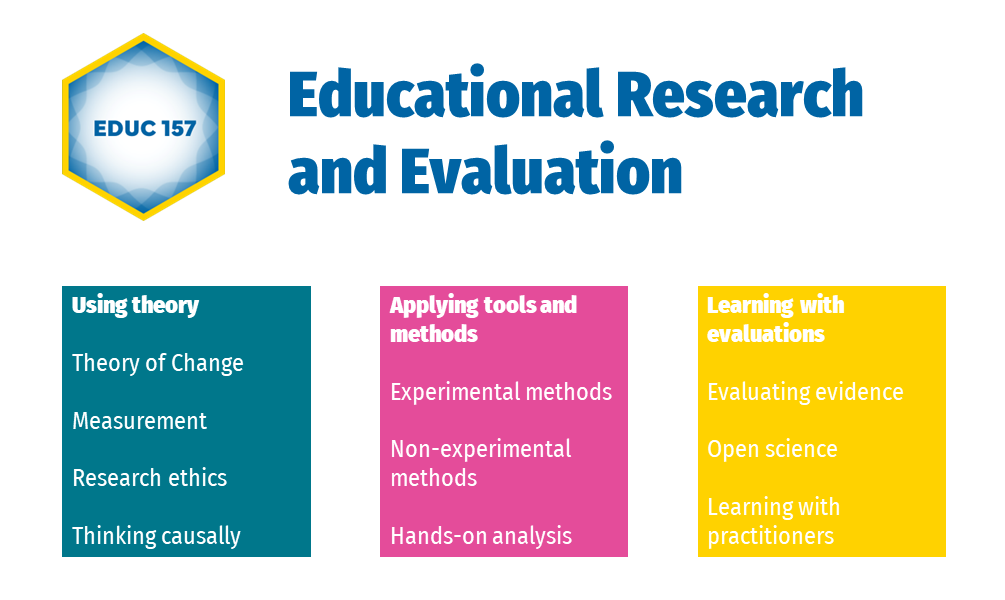 EDUC 157
Educational Research
and Evaluation
Using theory
Theory of Change
Measurement
Research ethics
Thinking causally
Applying tools and
methods
Experimental methods
Non-experimental
methods
Hands-on analysis
Learning with
evaluations
Evaluating evidence
Open science
Learning with
practitioners